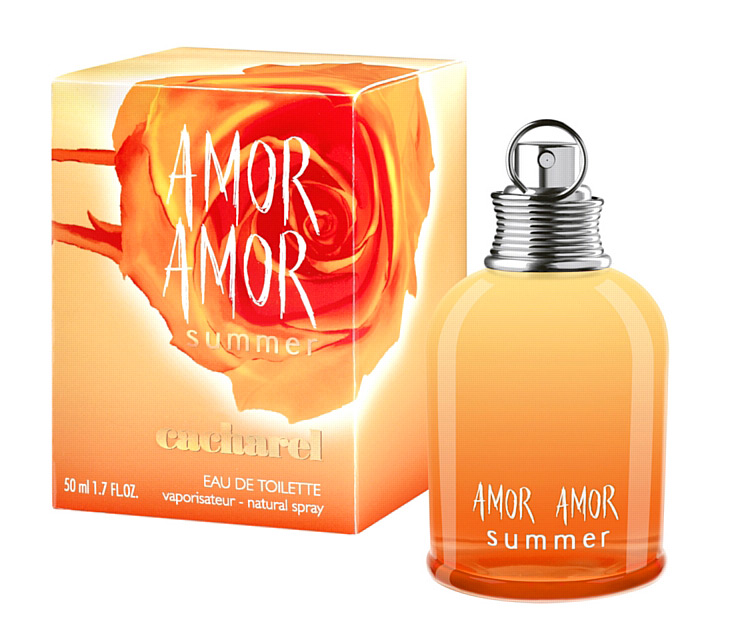 AMOR
AMOR
summer
cacharel
50 ml 1.7 FL.OZ.
EAU DE TOILETTE
vaporisateur - natural spray
AMOR AMOR
summer